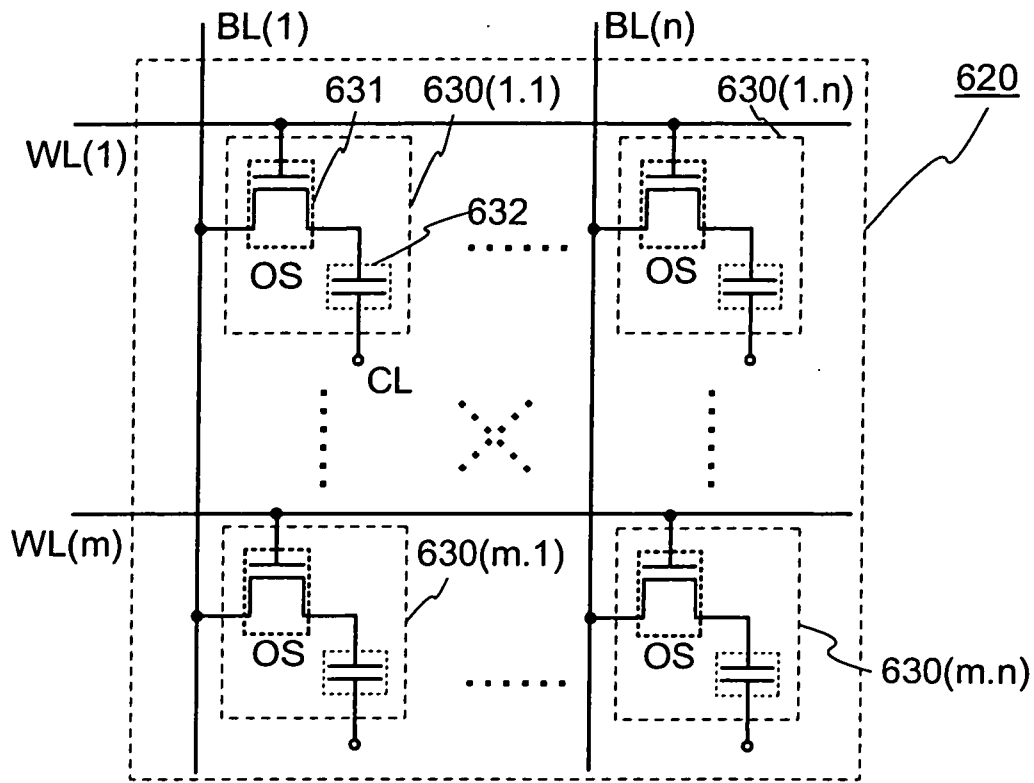 BL(1)
BL(n)
620
631
630(1.1)
630(1.n)
WL(1)
632
OS
OS
CL
WL(m)
630(m.1)
OS
OS
630(m.n)